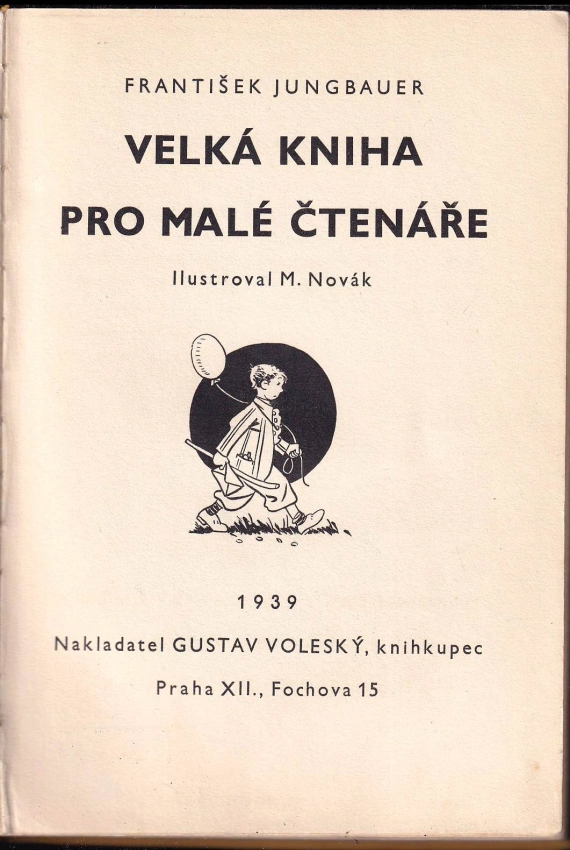 FRANTIŠEK JUNGBAUER
VELKÁ KNIHA
PRO MALÉ ČTENÁŘE
Ilustroval M. Novák
1939
Nakladatel GUSTAV VOLESKÝ, knihkupec
Praha XII., Fochova 15